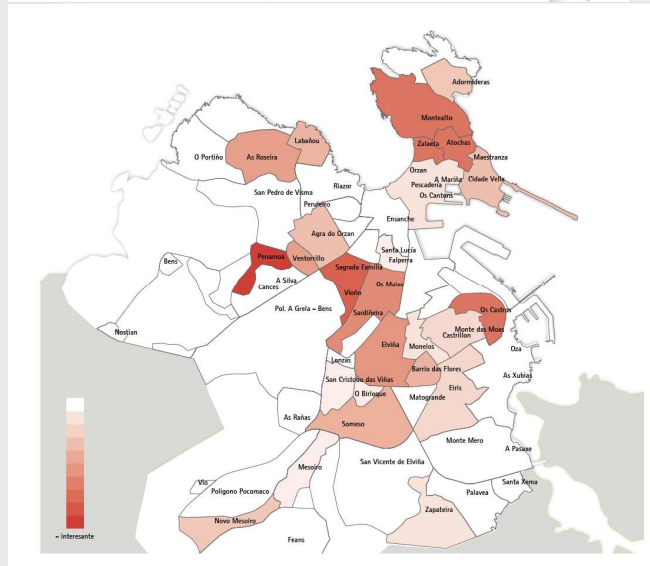 Adormideras
Montealto
Zalaeta
Atochas
Labañou
O Portiño
As Roseira
Maestranza
Orzan
A Mariña
Cidade Vella
Pescadería
Riazor
San Pedro de Visma
Os Cantons
Peruleiro
Ensanche
Agra do Orzan
Santa Lucía
Penamoa
Ventorrillo
Falperra
Bens
Sagrada Familia
A Silva
Cances
Os Mallos
Vioño
Pol. A Grela - Bens
Sardiñeira
Os Castros
Nostian
Monte das Moas
Castrillon
Elviña
Monelos
Oza
Lonzas
Barrio das Flores
As Xubias
San Cristobo das Viñas
Eiris
O Birloque
Matogrande
As Rañas
Someso
Monte Mero
A Pasaxe
San Vicente de Elviña
Mesoiro
Vio
Poligono Pocomaco
Santa Xema
Palavea
Zapateira
Novo Mesoiro
Feans
= interesante